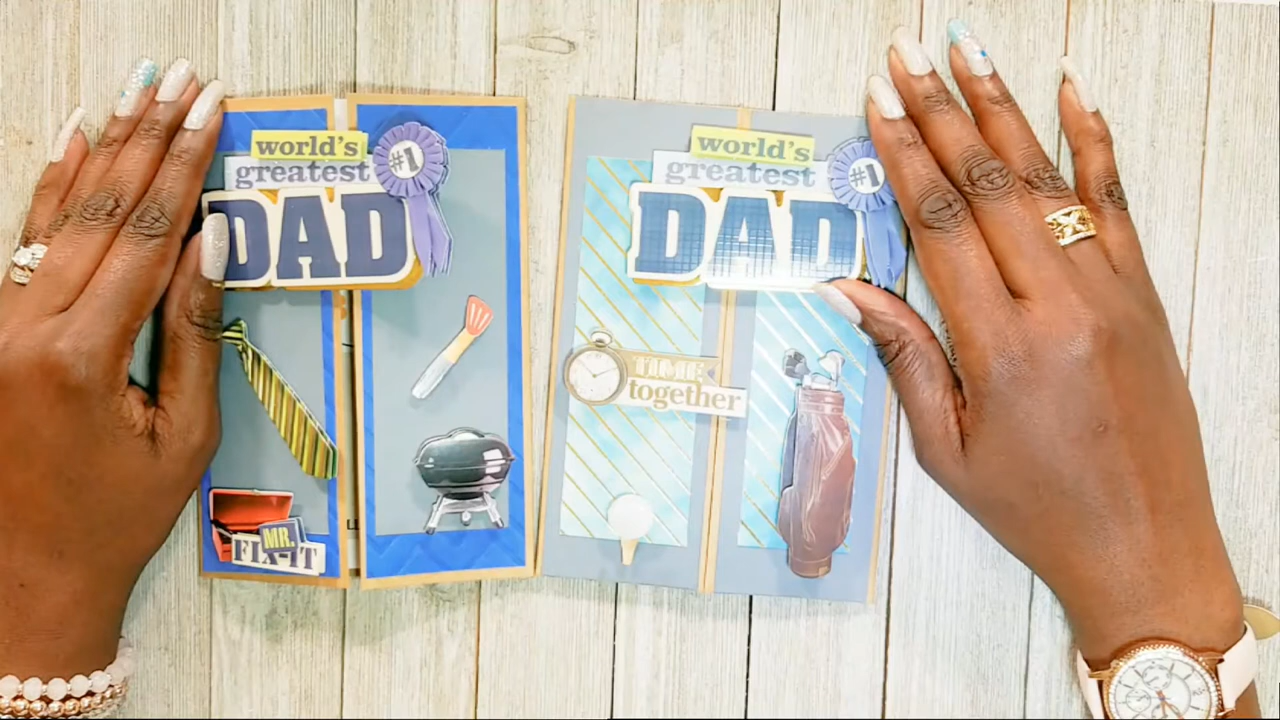 world's
greatest
#1
DAD
MR.
FIX-IT
world's
greatest
#1
DAD
TIME
together